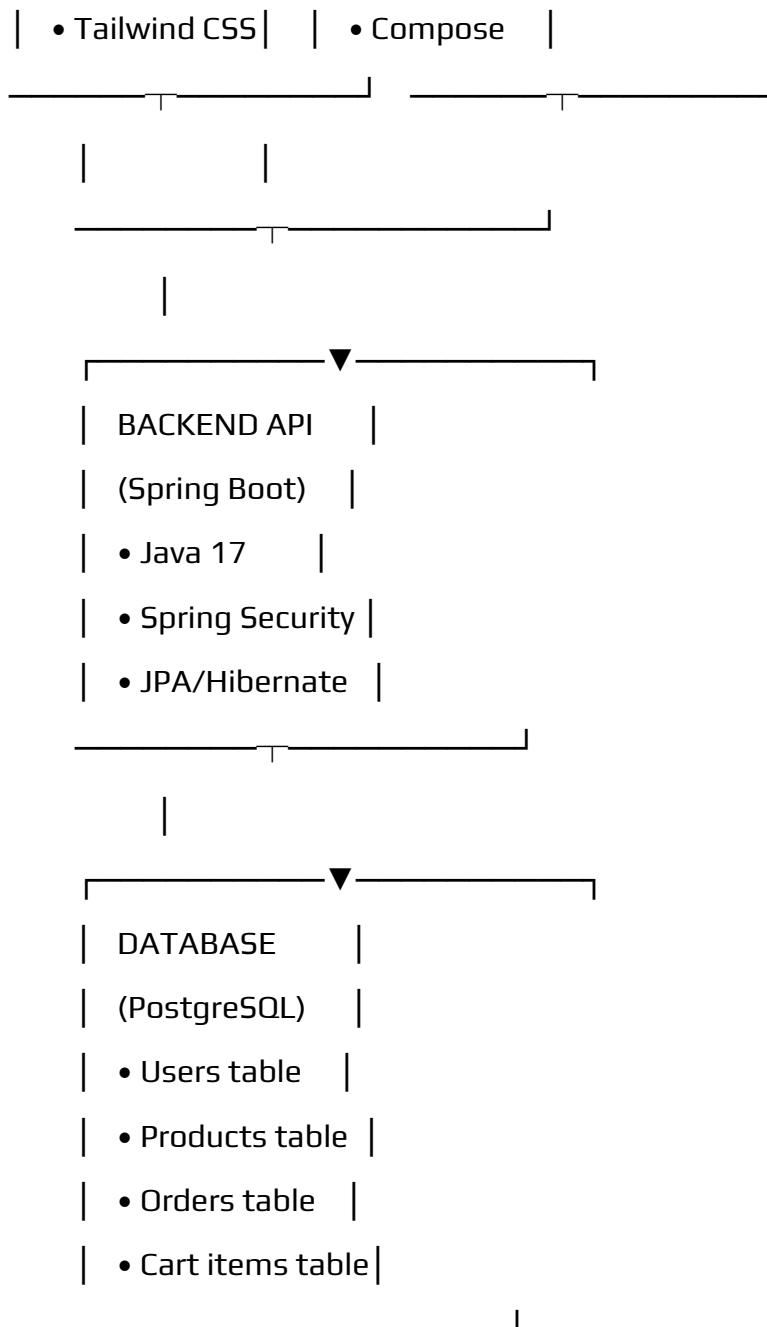 • Tailwind CSS • Compose
BACKEND API
(Spring Boot)
• Java 17
• Spring Security
• JPA/Hibernate
DATABASE
(PostgreSQL)
• Users table
• Products table
• Orders table
• Cart items table